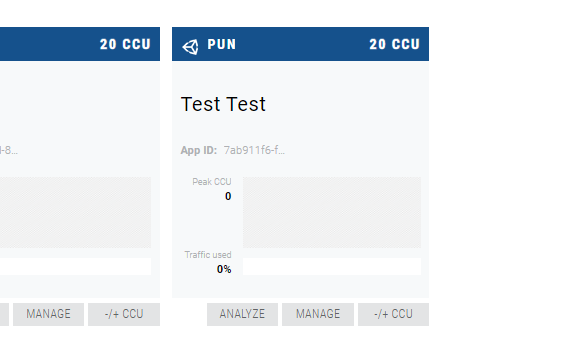 20 CCU
PUN 20 CCU
Test Test
-8...
App ID: 7ab911f6-f...
Peak CCU
0
Traffic used
0%
MANAGE -/+ CCU
ANALYZE MANAGE -/+ CCU